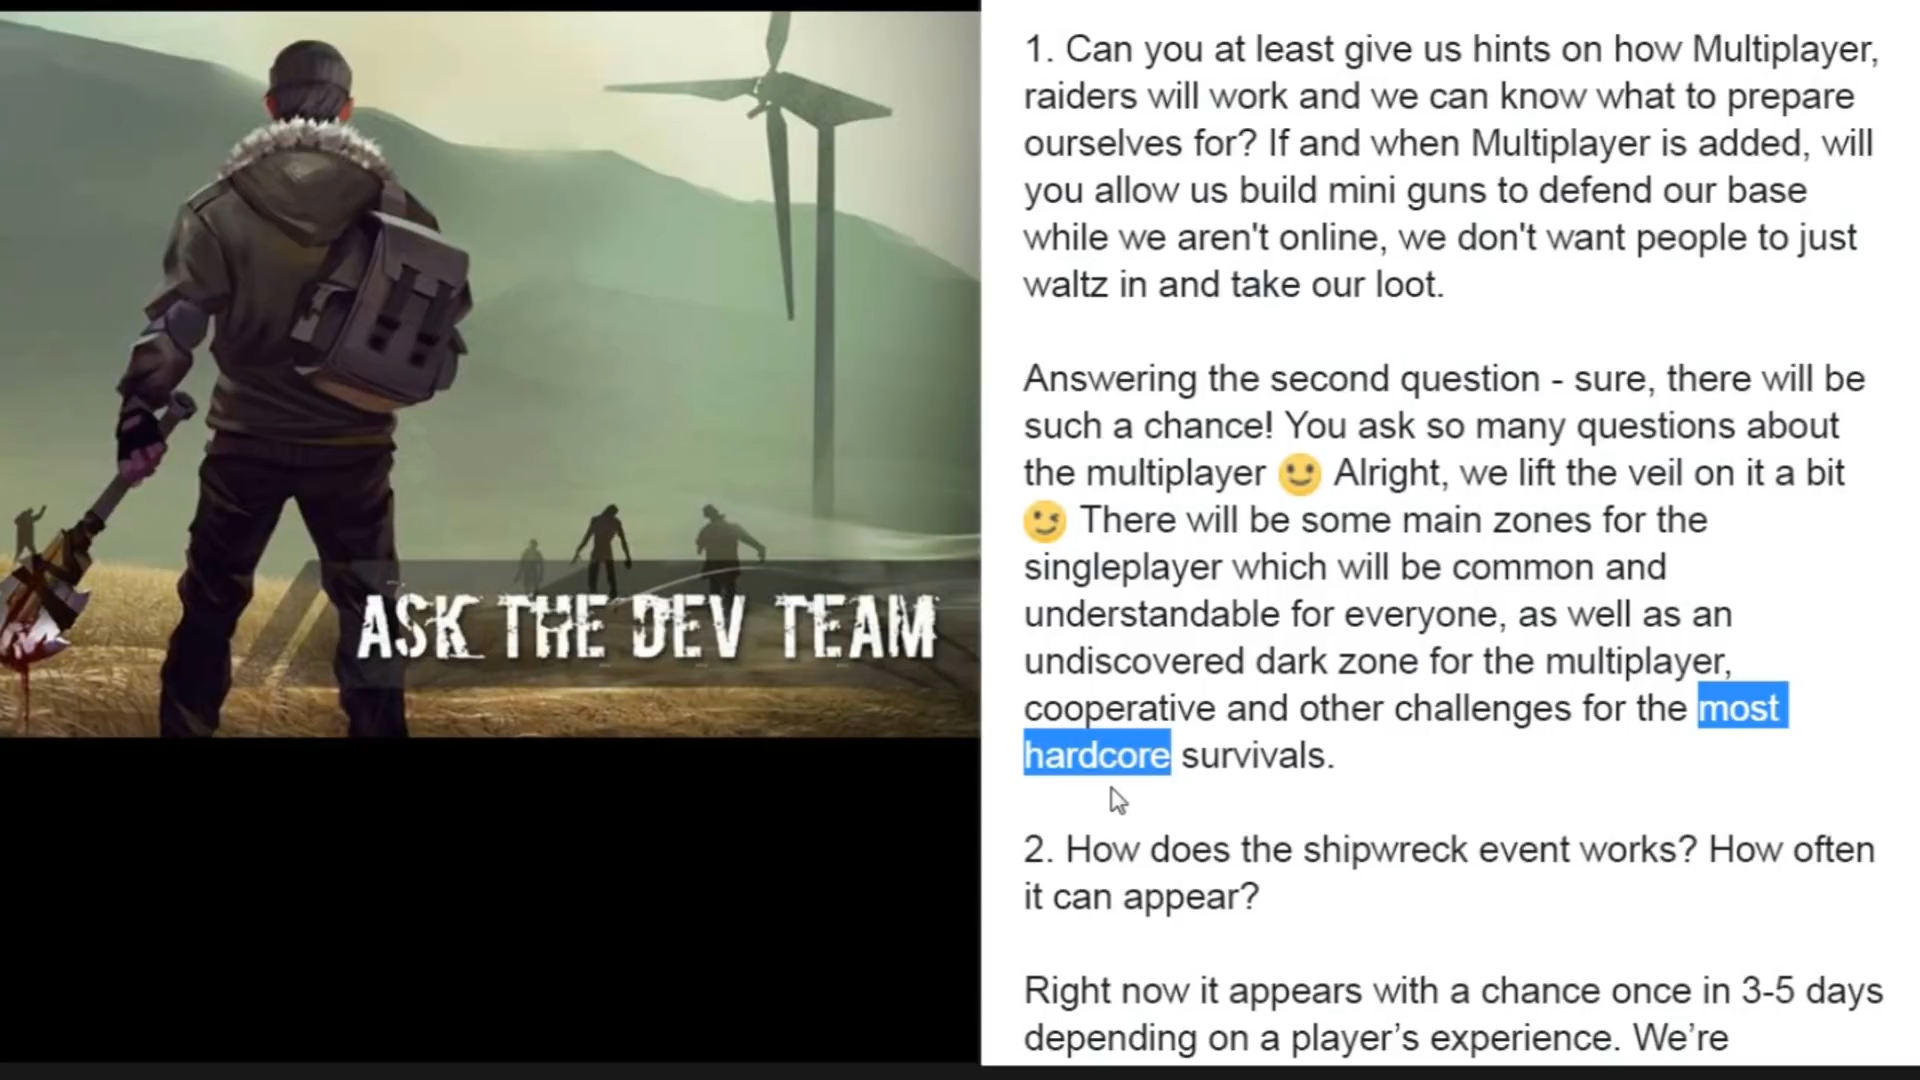 ASK THE DEV TEAM
1. Can you at least give us hints on how Multiplayer,
raiders will work and we can know what to prepare
ourselves for? If and when Multiplayer is added, will
you allow us build mini guns to defend our base
while we aren't online, we don't want people to just
waltz in and take our loot.
Answering the second question - sure, there will be
such a chance! You ask so many questions about
the multiplayer 🙂 Alright, we lift the veil on it a bit
😉 There will be some main zones for the
singleplayer which will be common and
understandable for everyone, as well as an
undiscovered dark zone for the multiplayer,
cooperative and other challenges for the most
hardcore survivals.
2. How does the shipwreck event works? How often
it can appear?
Right now it appears with a chance once in 3-5 days
depending on a player’s experience. We’re